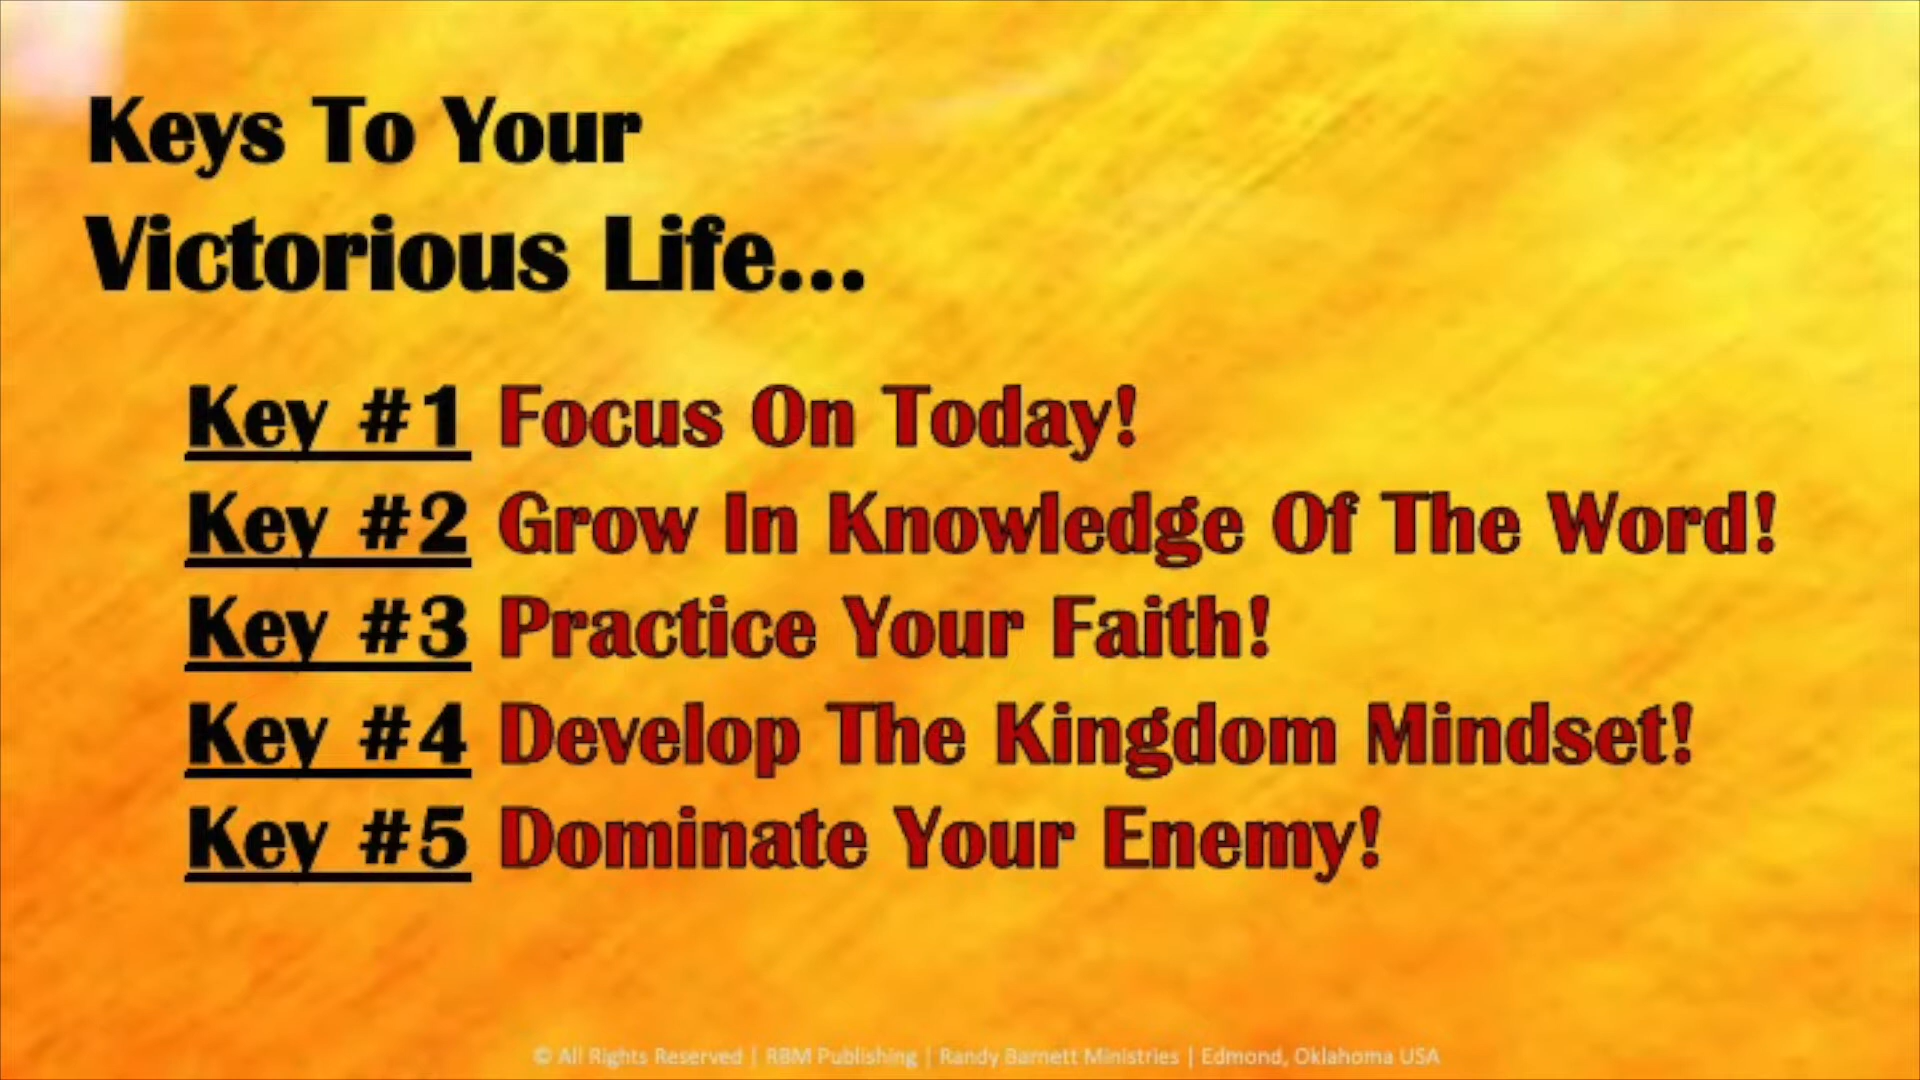 Keys To Your
Victorious Life...
Key #1 Focus On Today!
Key #2 Grow In Knowledge Of The Word!
Key #3 Practice Your Faith!
Key #4 Develop The Kingdom Mindset!
Key #5 Dominate Your Enemy!
© All Rights Reserved | RBM Publishing | Randy Barnett Ministries | Edmond, Oklahoma USA